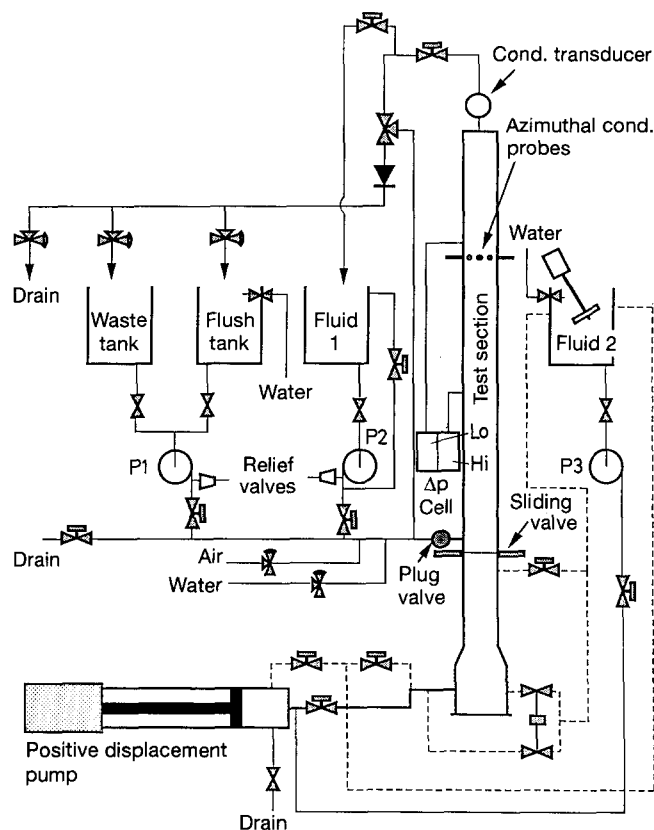 Cond. transducer
Azimuthal cond.
probes
Water
Drain
Waste
tank
Flush
tank
Fluid
1
Fluid 2
Water
Test section
Lo
Hi
P1
P2
P3
Relief
valves
Δp
Cell
Sliding
valve
Drain
Air
Water
Plug
valve
Positive displacement
pump
Drain